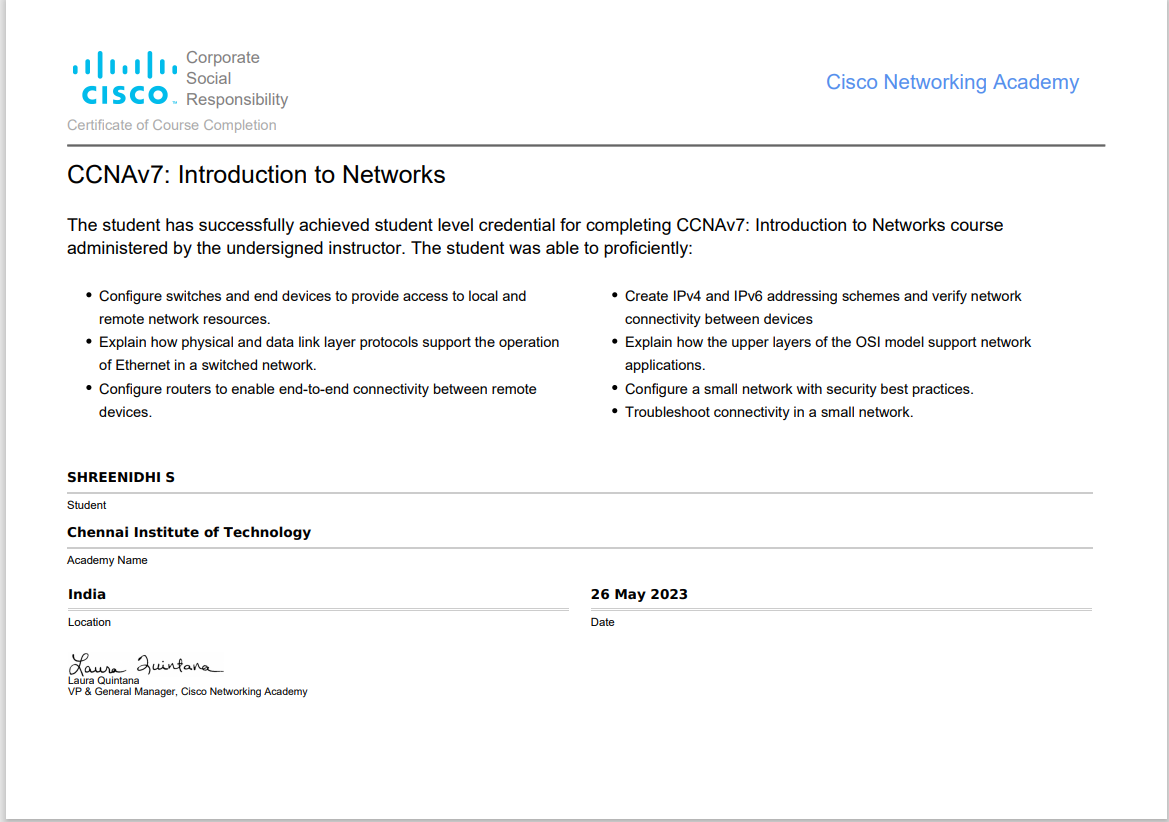 Corporate
Social
CISCO™ Responsibility
Cisco Networking Academy
Certificate of Course Completion
CCNAv7: Introduction to Networks
The student has successfully achieved student level credential for completing CCNAv7: Introduction to Networks course
administered by the undersigned instructor. The student was able to proficiently:
• Configure switches and end devices to provide access to local and
remote network resources.
• Explain how physical and data link layer protocols support the operation
of Ethernet in a switched network.
• Configure routers to enable end-to-end connectivity between remote
devices.
• Create IPv4 and IPv6 addressing schemes and verify network
connectivity between devices
• Explain how the upper layers of the OSI model support network
applications.
• Configure a small network with security best practices.
• Troubleshoot connectivity in a small network.
SHREENIDHI S
Student
Chennai Institute of Technology
Academy Name
India
Location
26 May 2023
Date
Laura Quintana
Laura Quintana
VP & General Manager, Cisco Networking Academy